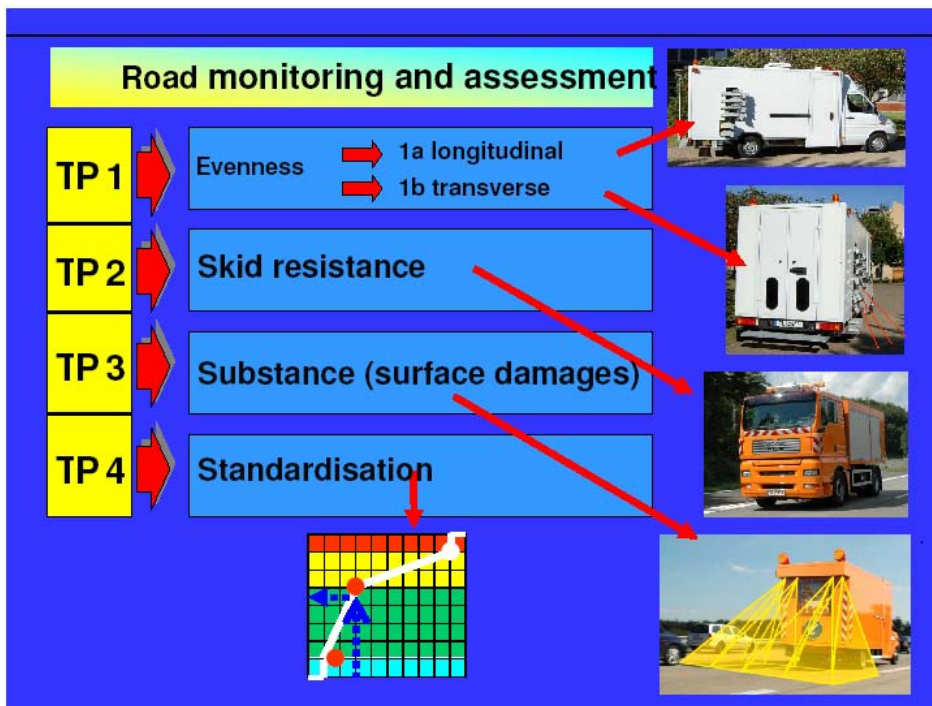 Road monitoring and assessment
TP 1
Evenness
1a longitudinal
1b transverse
TP 2
Skid resistance
TP 3
Substance (surface damages)
TP 4
Standardisation